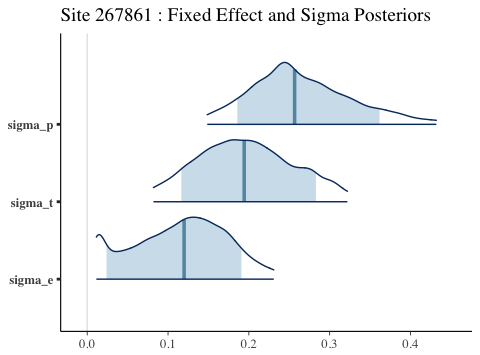 Site 267861 : Fixed Effect and Sigma Posteriors
sigma_p
sigma_t
sigma_e
0.0 0.1 0.2 0.3 0.4